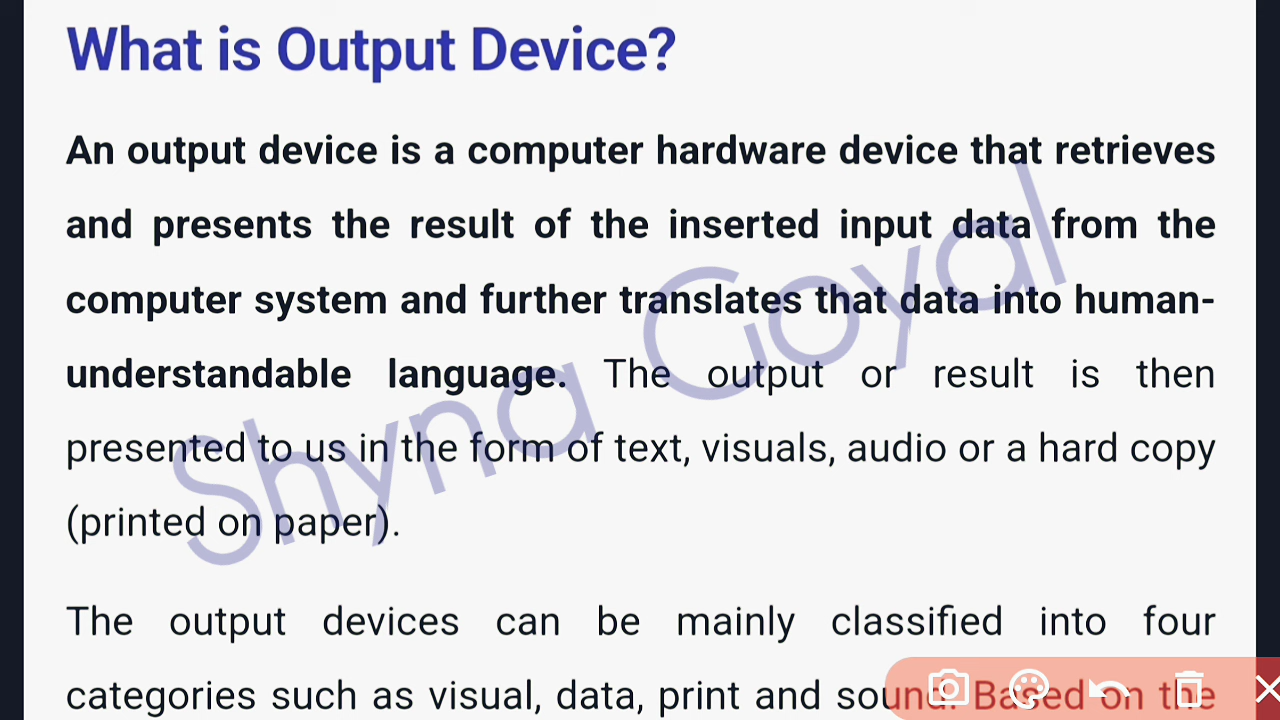 What is Output Device?
An output device is a computer hardware device that retrieves
and presents the result of the inserted input data from the
computer system and further translates that data into human-
understandable language. The output or result is then
presented to us in the form of text, visuals, audio or a hard copy
(printed on paper).
Shyna Goyal
The output devices can be mainly classified into four
categories such as visual, data, print and sound. Based on the